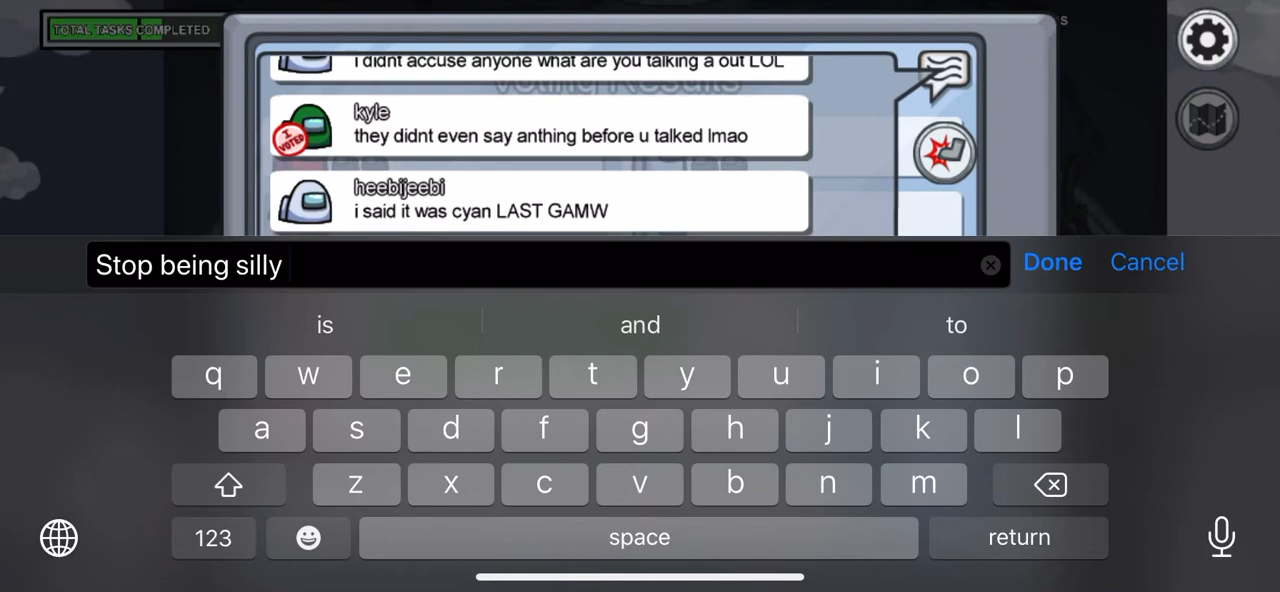 TOTAL TASKS COMPLETED
s
i didnt accuse anyone what are you talking a out LOL
Voting Results
kyle
I VOTED
they didnt even say anthing before u talked lmao
heebijeebi
i said it was cyan LAST GAMW
Stop being silly
Done
Cancel
is
and
to
q w e r t y u i o p
a s d f g h j k l
z x c v b n m
123
space
return